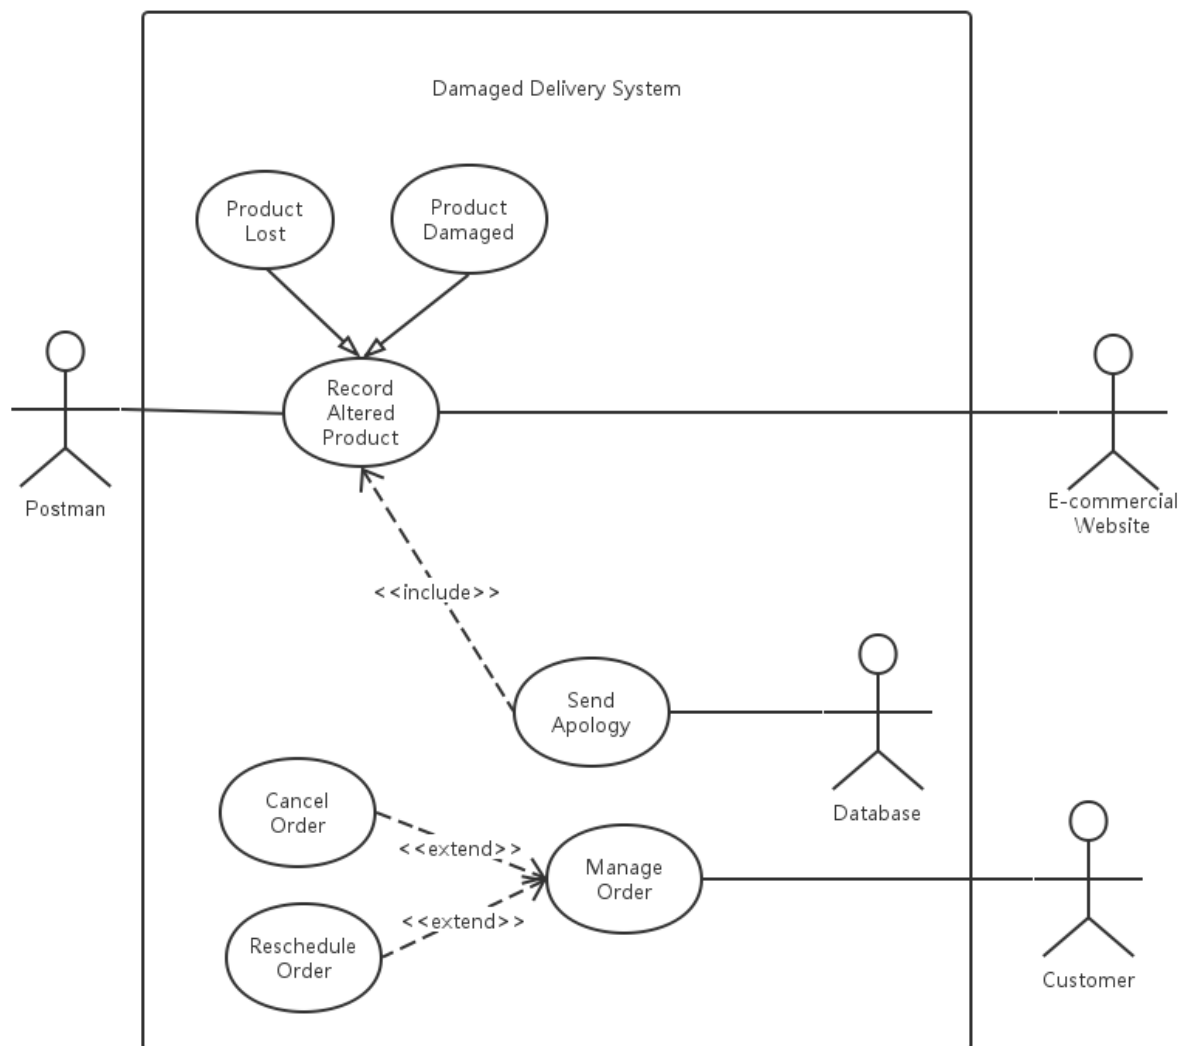 Damaged Delivery System
Product
Lost
Product
Damaged
Record
Altered
Product
Postman
E-commercial
Website
<<include>>
Send
Apology
Database
Cancel
Order
<<extend>>
Manage
Order
<<extend>>
Reschedule
Order
Customer